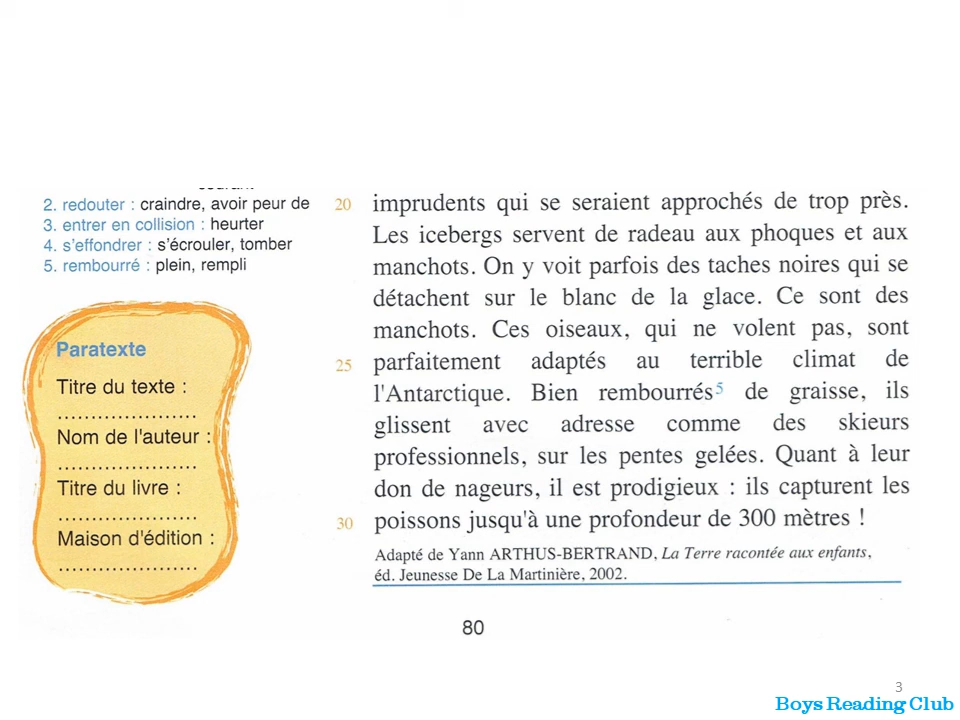 2. redouter : craindre, avoir peur de
3. entrer en collision : heurter
4. s'effondrer : s'écrouler, tomber
5. rembourré : plein, rempli
Paratexte
Titre du texte :
.....................
Nom de l'auteur :
.....................
Titre du livre :
.....................
Maison d'édition :
.....................
20 imprudents qui se seraient approchés de trop près.
Les icebergs servent de radeau aux phoques et aux
manchots. On y voit parfois des taches noires qui se
détachent sur le blanc de la glace. Ce sont des
manchots. Ces oiseaux, qui ne volent pas, sont
25 parfaitement adaptés au terrible climat de
l'Antarctique. Bien rembourrés5 de graisse, ils
glissent avec adresse comme des skieurs
professionnels, sur les pentes gelées. Quant à leur
don de nageurs, il est prodigieux : ils capturent les
30 poissons jusqu'à une profondeur de 300 mètres !
Adapté de Yann ARTHUS-BERTRAND, La Terre racontée aux enfants,
éd. Jeunesse De La Martinière, 2002.
80
3
Boys Reading Club